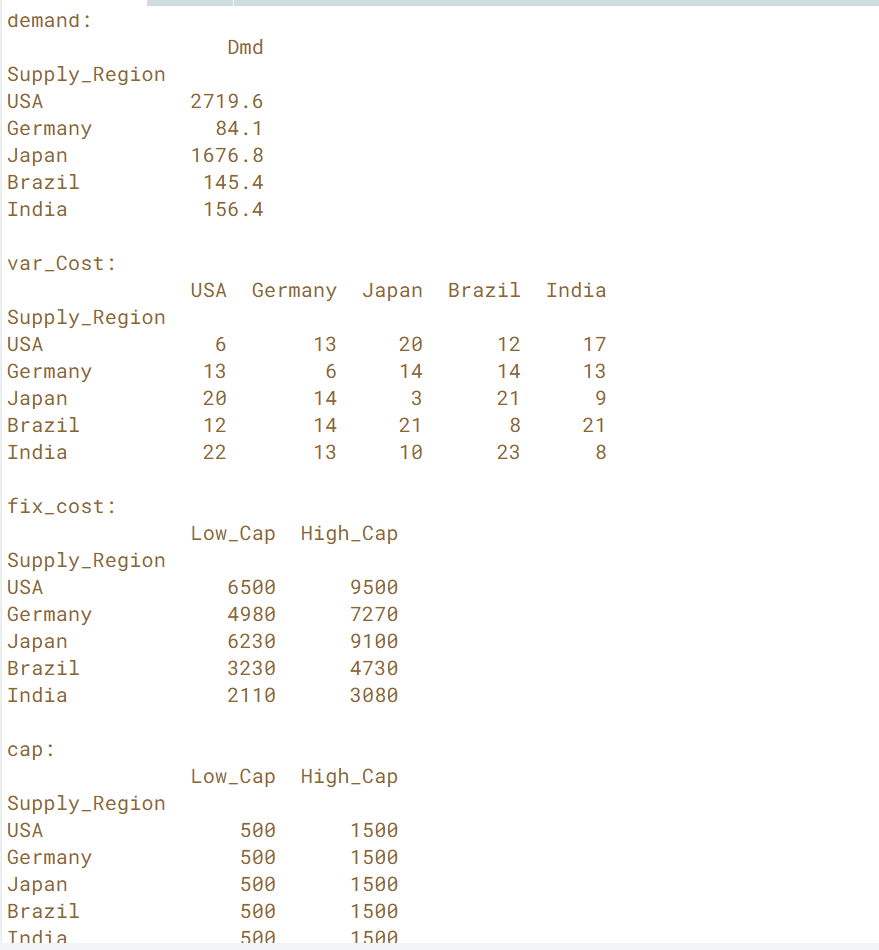 demand:
Dmd
Supply_Region
USA 2719.6
Germany 84.1
Japan 1676.8
Brazil 145.4
India 156.4
var_Cost:
USA Germany Japan Brazil India
Supply_Region
USA 6 13 20 12 17
Germany 13 6 14 14 13
Japan 20 14 3 21 9
Brazil 12 14 21 8 21
India 22 13 10 23 8
fix_cost:
Low_Cap High_Cap
Supply_Region
USA 6500 9500
Germany 4980 7270
Japan 6230 9100
Brazil 3230 4730
India 2110 3080
cap:
Low_Cap High_Cap
Supply_Region
USA 500 1500
Germany 500 1500
Japan 500 1500
Brazil 500 1500
India 500 1500